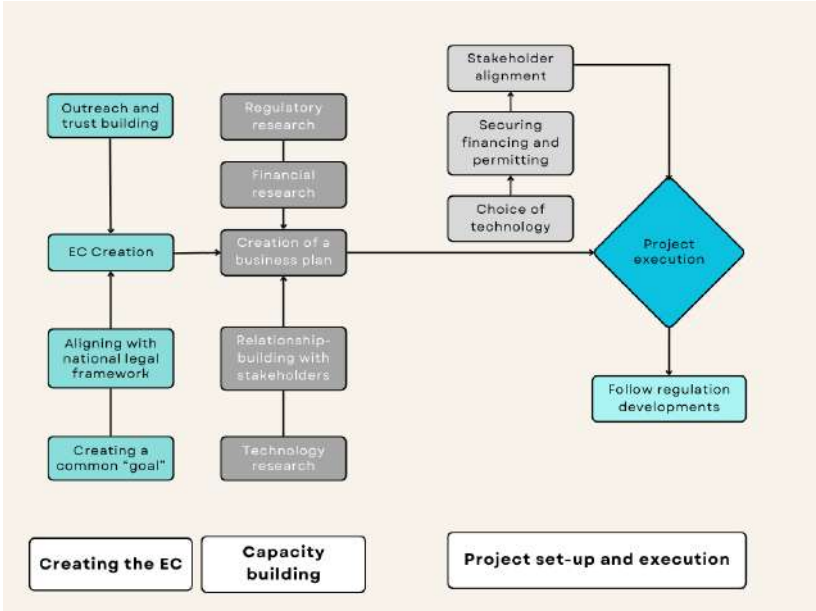 Outreach and
trust building
EC Creation
Aligning with
national legal
framework
Creating a
common “goal”
Regulatory
research
Financial
research
Creation of a
business plan
Relationship-
building with
stakeholders
Technology
research
Stakeholder
alignment
Securing
financing and
permitting
Choice of
technology
Project
execution
Follow regulation
developments
Creating the EC
Capacity
building
Project set-up and execution